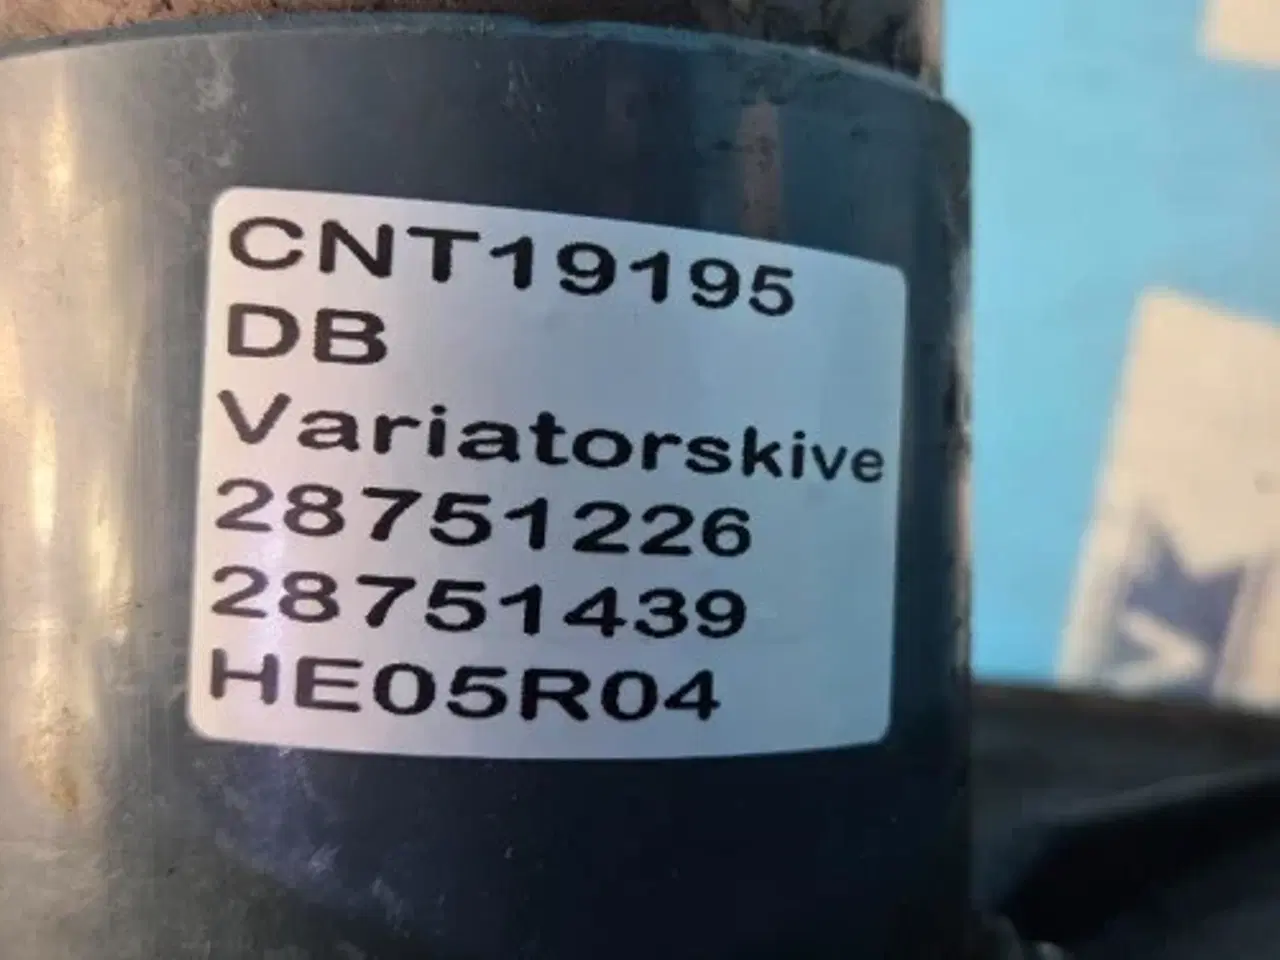 CNT19195
DB
Variatorskive
28751226
28751439
HE05R04